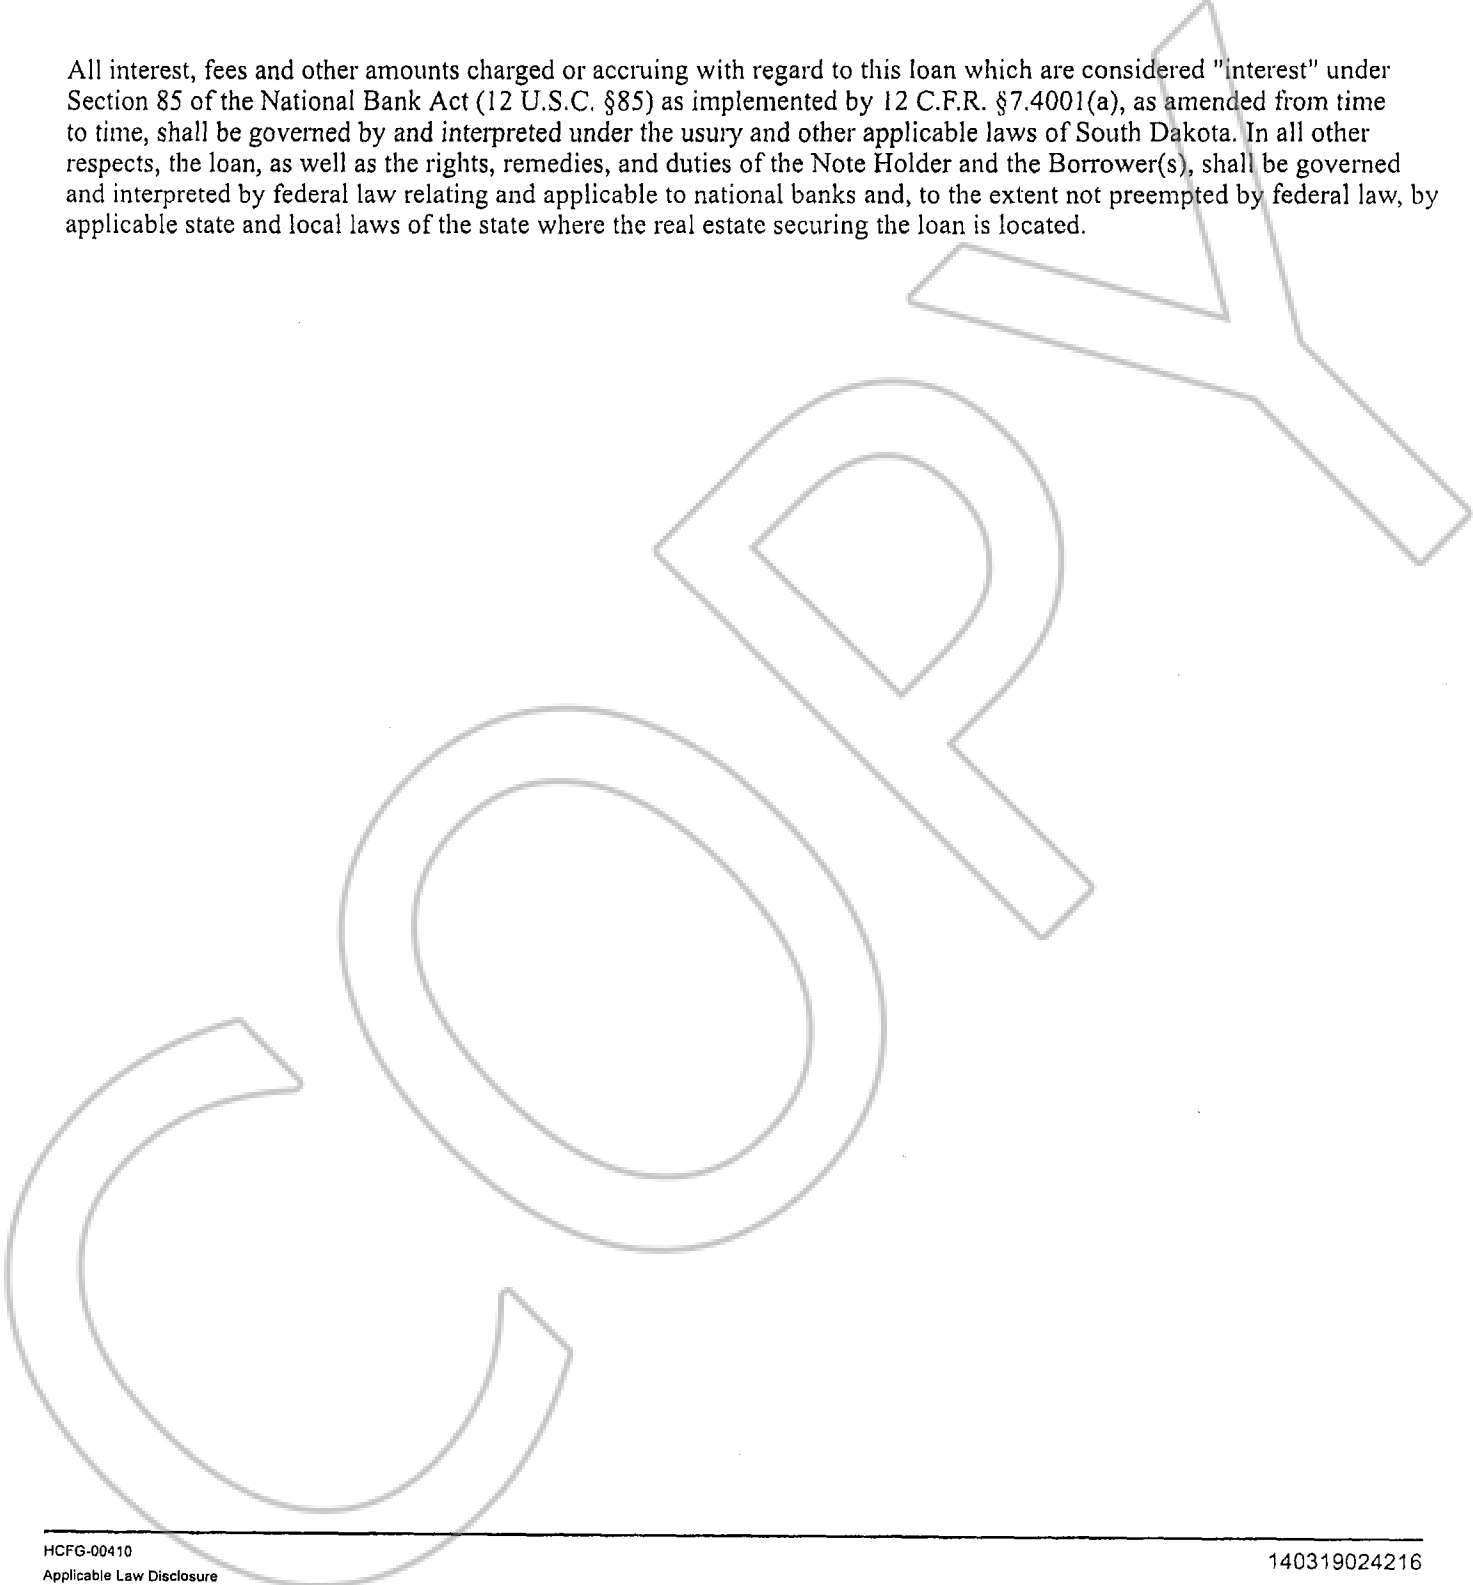 All interest, fees and other amounts charged or accruing with regard to this loan which are considered "interest" under
Section 85 of the National Bank Act (12 U.S.C. §85) as implemented by 12 C.F.R. §7.4001(a), as amended from time
to time, shall be governed by and interpreted under the usury and other applicable laws of South Dakota. In all other
respects, the loan, as well as the rights, remedies, and duties of the Note Holder and the Borrower(s), shall be governed
and interpreted by federal law relating and applicable to national banks and, to the extent not preempted by federal law, by
applicable state and local laws of the state where the real estate securing the loan is located.
COPY
HCFG-00410
Applicable Law Disclosure
140319024216